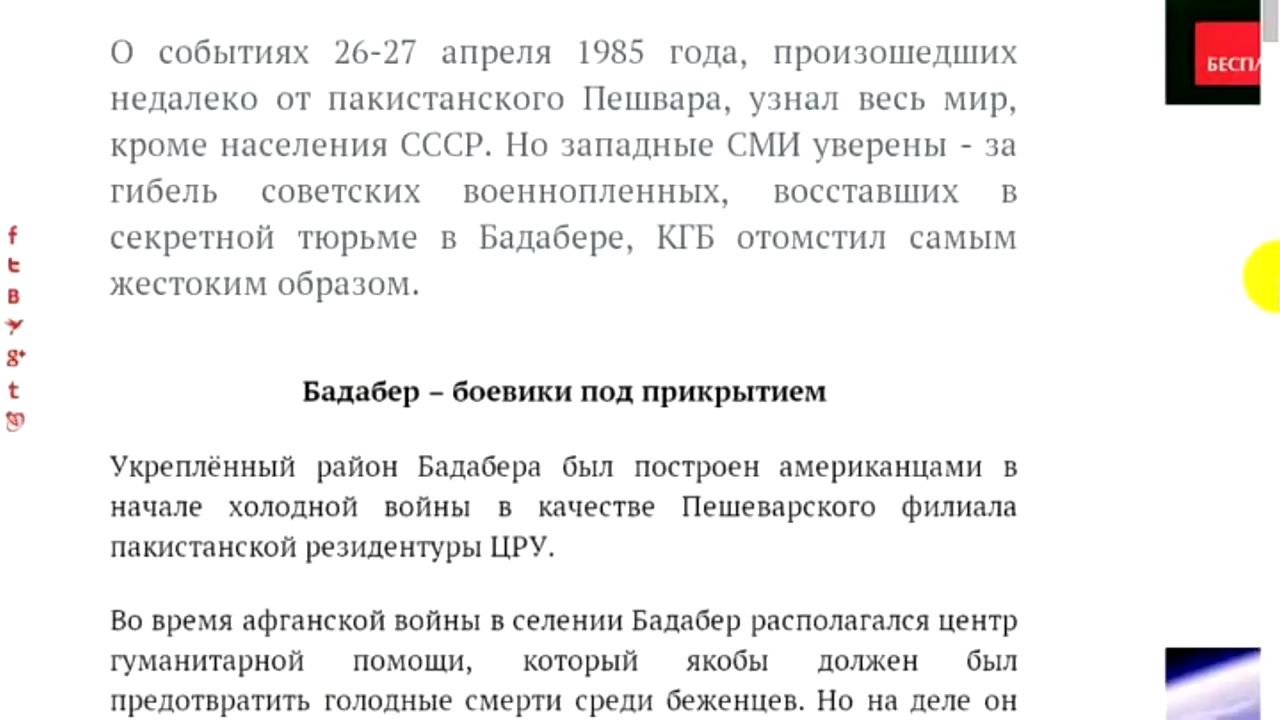 О событиях 26-27 апреля 1985 года, произошедших
недалеко от пакистанского Пешвара, узнал весь мир,
кроме населения СССР. Но западные СМИ уверены - за
гибель советских военнопленных, восставших в
секретной тюрьме в Бадабере, КГБ отомстил самым
жестоким образом.
Бадабер – боевики под прикрытием
Укреплённый район Бадабера был построен американцами в
начале холодной войны в качестве Пешеварского филиала
пакистанской резидентуры ЦРУ.
Во время афганской войны в селении Бадабер располагался центр
гуманитарной помощи, который якобы должен был
предотвратить голодные смерти среди беженцев. Но на деле он